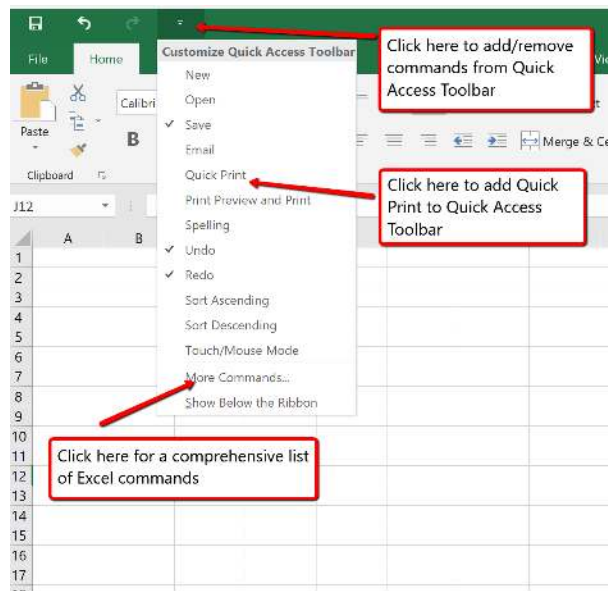 File Home Vie
Customize Quick Access Toolbar
New
Open
Save
Email
Quick Print
Print Preview and Print
Spelling
Undo
Redo
Sort Ascending
Sort Descending
Touch/Mouse Mode
More Commands...
Show Below the Ribbon
Click here to add/remove
commands from Quick
Access Toolbar
Paste
Calibri
B
Merge & Ce
Clipboard
Click here to add Quick
Print to Quick Access
Toolbar
J12
A B
1
2
3
4
5
6
7
8
9
10
11
12
13
14
15
16
17
Click here for a comprehensive list
of Excel commands